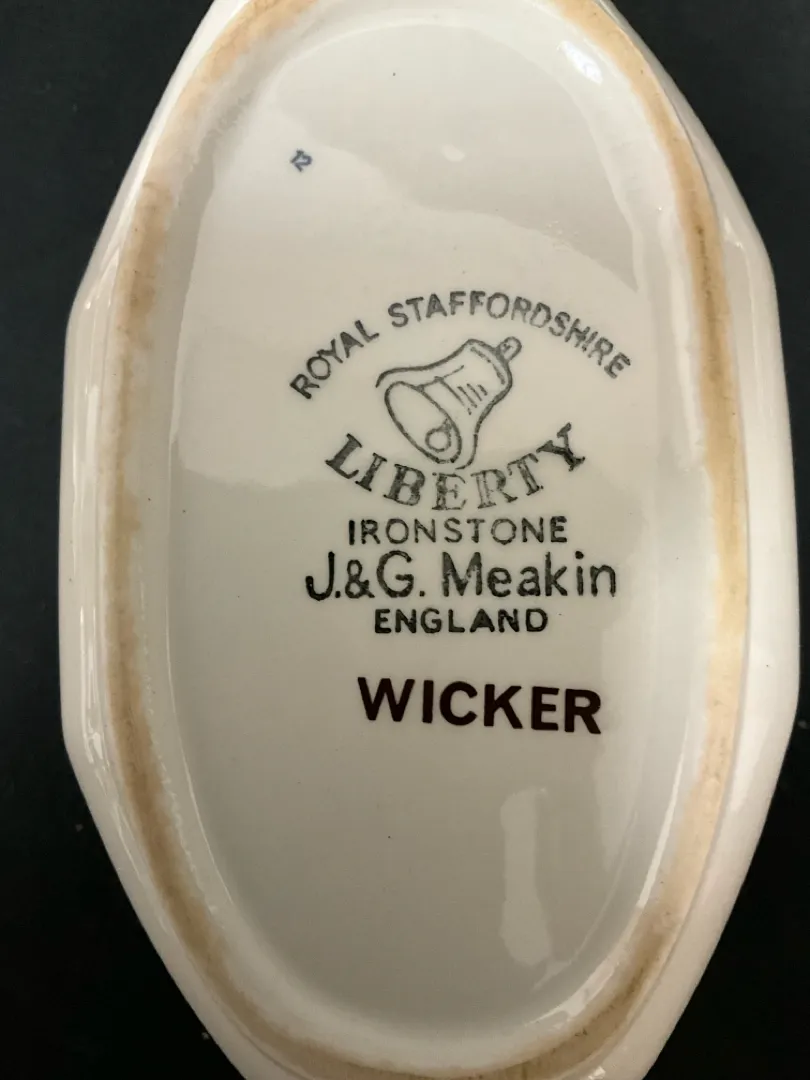 12
ROYAL STAFFORDSHIRE
LIBERTY
IRONSTONE
J.&G. Meakin
ENGLAND
WICKER